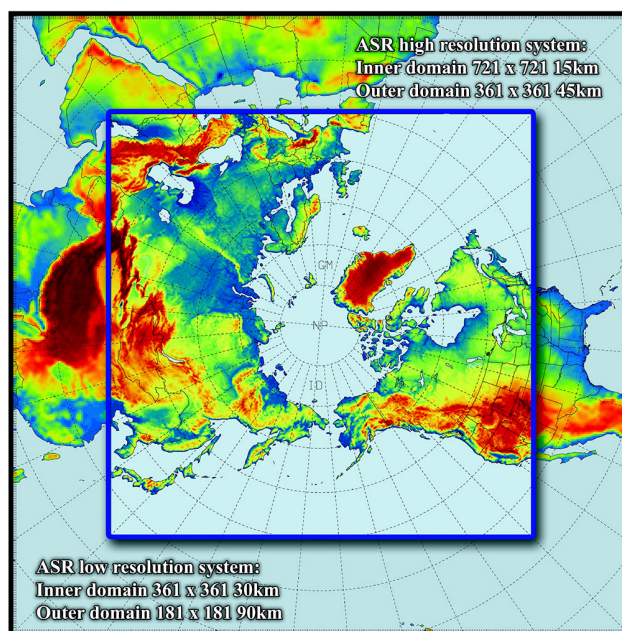 ASR high resolution system:
Inner domain 721 x 721 15km
Outer domain 361 x 361 45km
GM
NP
ID
ASR low resolution system:
Inner domain 361 x 361 30km
Outer domain 181 x 181 90km